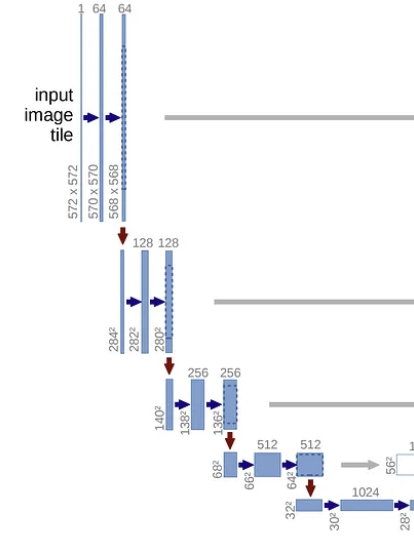 1 64 64
input
image
tile
572 x 572
570 x 570
568 x 568
128 128
284²
282²
280²
256 256
140²
138²
136²
512 512
68²
66²
64²
56²
1024
32²
30²
28²